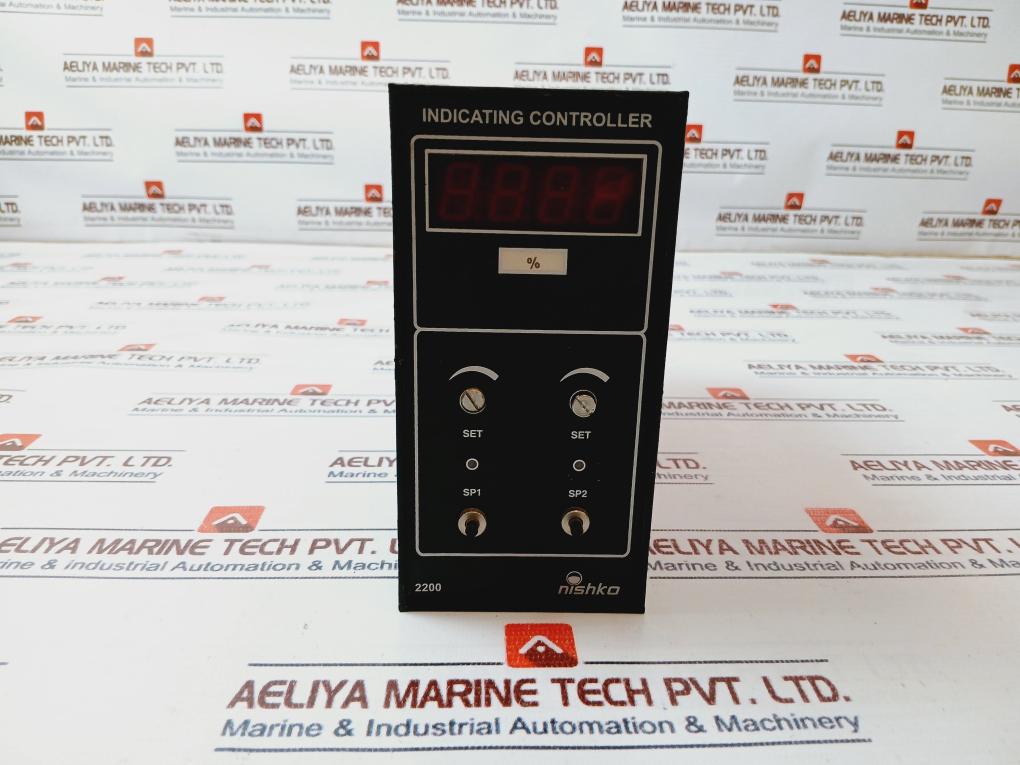 INDICATING CONTROLLER
%
SET SET
SP1 SP2
2200 nishko
AELIYA MARINE TECH PVT. LTD.
Marine & Industrial Automation & Machinery